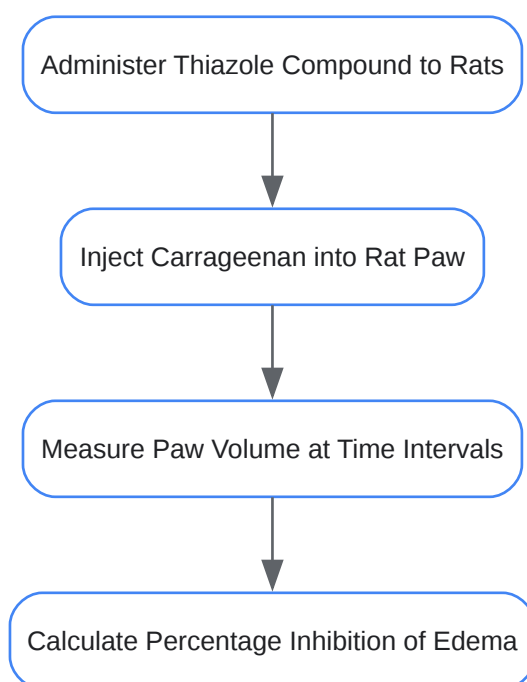 Administer Thiazole Compound to Rats
Inject Carrageenan into Rat Paw
Measure Paw Volume at Time Intervals
Calculate Percentage Inhibition of Edema